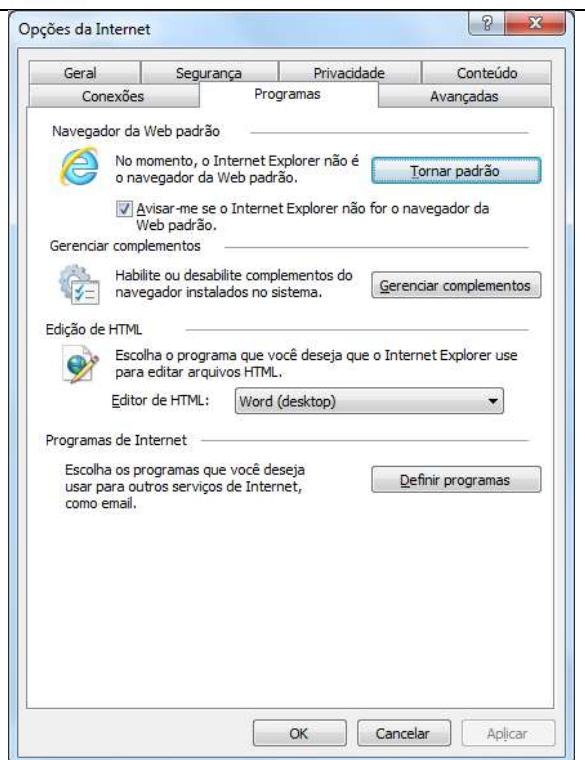 Opções da Internet
Geral Segurança Privacidade Conteúdo
Conexões Programas Avançadas
Navegador da Web padrão
No momento, o Internet Explorer não é
o navegador da Web padrão.
Tornar padrão
Avisar-me se o Internet Explorer não for o navegador da
Web padrão.
Gerenciar complementos
Habilite ou desabilite complementos do
navegador instalados no sistema.
Gerenciar complementos
Edição de HTML
Escolha o programa que você deseja que o Internet Explorer use
para editar arquivos HTML.
Editor de HTML: Word (desktop)
Programas de Internet
Escolha os programas que você deseja
usar para outros serviços de Internet,
como email.
Definir programas
OK Cancelar Aplicar